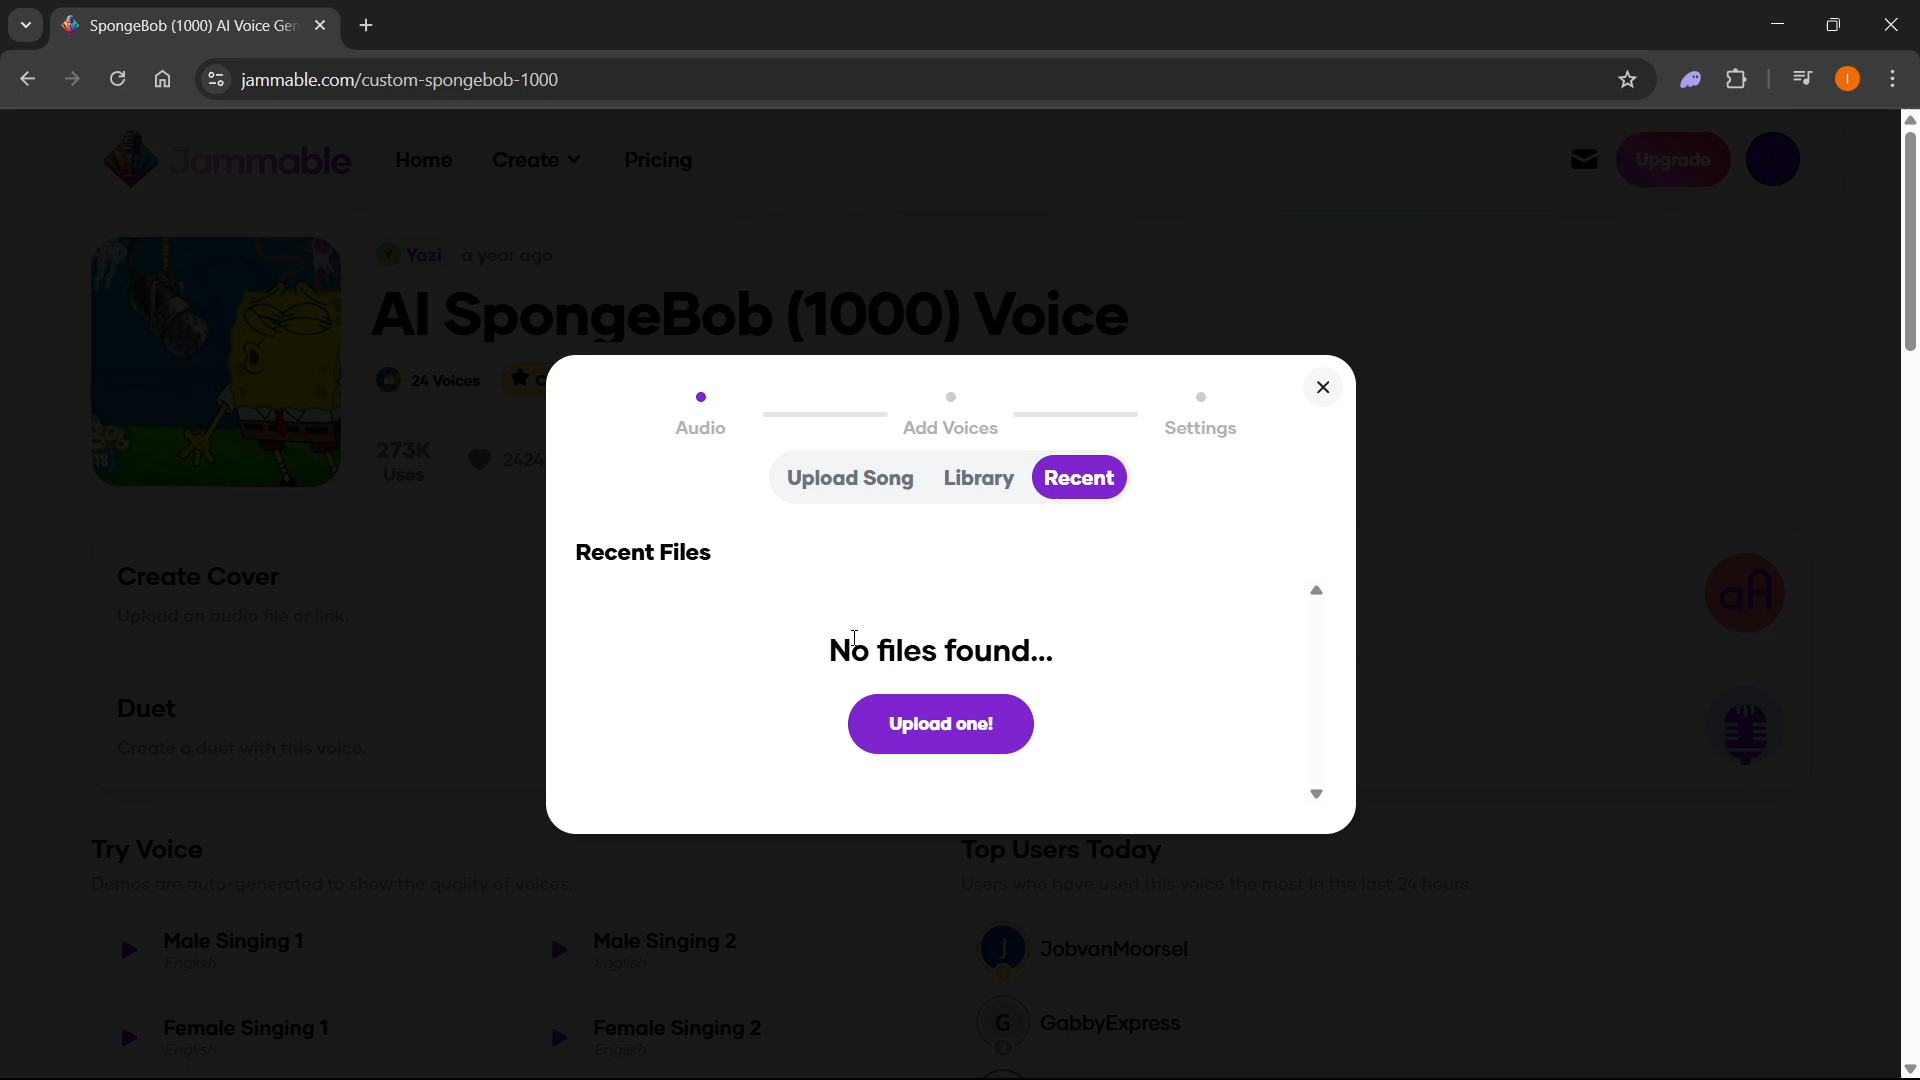 SpongeBob (1000) AI Voice Gen
jammable.com/custom-spongebob-1000
I
Jammable
Home
Create
Pricing
Upgrade
Y Yazi a year ago
AI SpongeBob (1000) Voice
24 Voices
273K
Uses
2424
Audio
Add Voices
Settings
Upload Song
Library
Recent
Recent Files
No files found...
Upload one!
Create Cover
Upload an audio file or link.
aA
Duet
Create a duet with this voice.
Try Voice
Demos are auto-generated to show the quality of voices.
Male Singing 1
English
Male Singing 2
English
Female Singing 1
English
Female Singing 2
English
Top Users Today
Users who have used this voice the most in the last 24 hours.
J JobvanMoorsel
G GabbyExpress
2